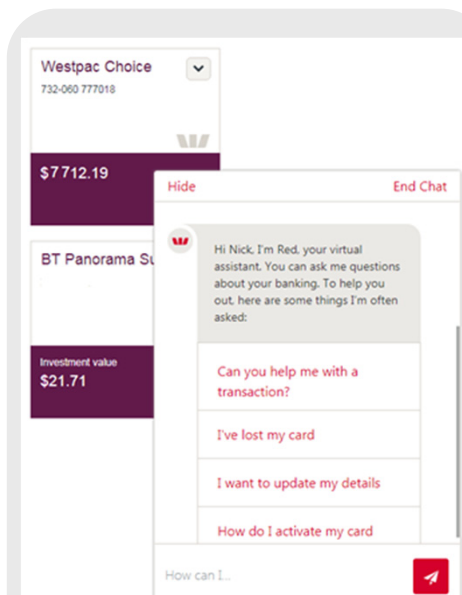 Westpac Choice
732-060 777018
$7712.19
Hide
End Chat
BT Panorama Su
Investment value
$21.71
Hi Nick, I'm Red, your virtual
assistant. You can ask me questions
about your banking. To help you
out, here are some things I'm often
asked:
Can you help me with a
transaction?
I've lost my card
I want to update my details
How do I activate my card
How can I...